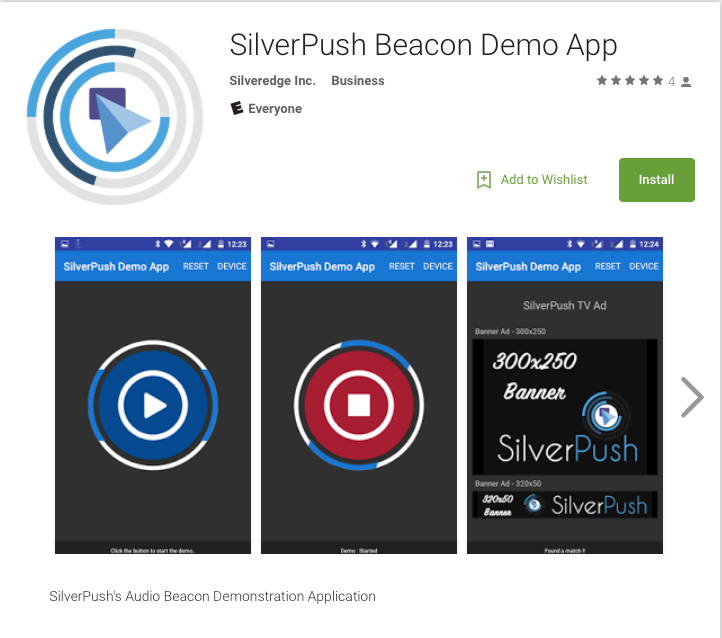 SilverPush Beacon Demo App
Silveredge Inc. Business
4
E Everyone
Add to Wishlist
Install
12:23
SilverPush Demo App RESET DEVICE
Click the button to start the demo.
12:23
SilverPush Demo App RESET DEVICE
Demo : Started
12:24
SilverPush Demo App RESET DEVICE
SilverPush TV Ad
Banner Ad - 300x250
300x250
Banner
SilverPush
Banner Ad - 320x50
320x50
Banner
SilverPush
Found a match !!
SilverPush's Audio Beacon Demonstration Application